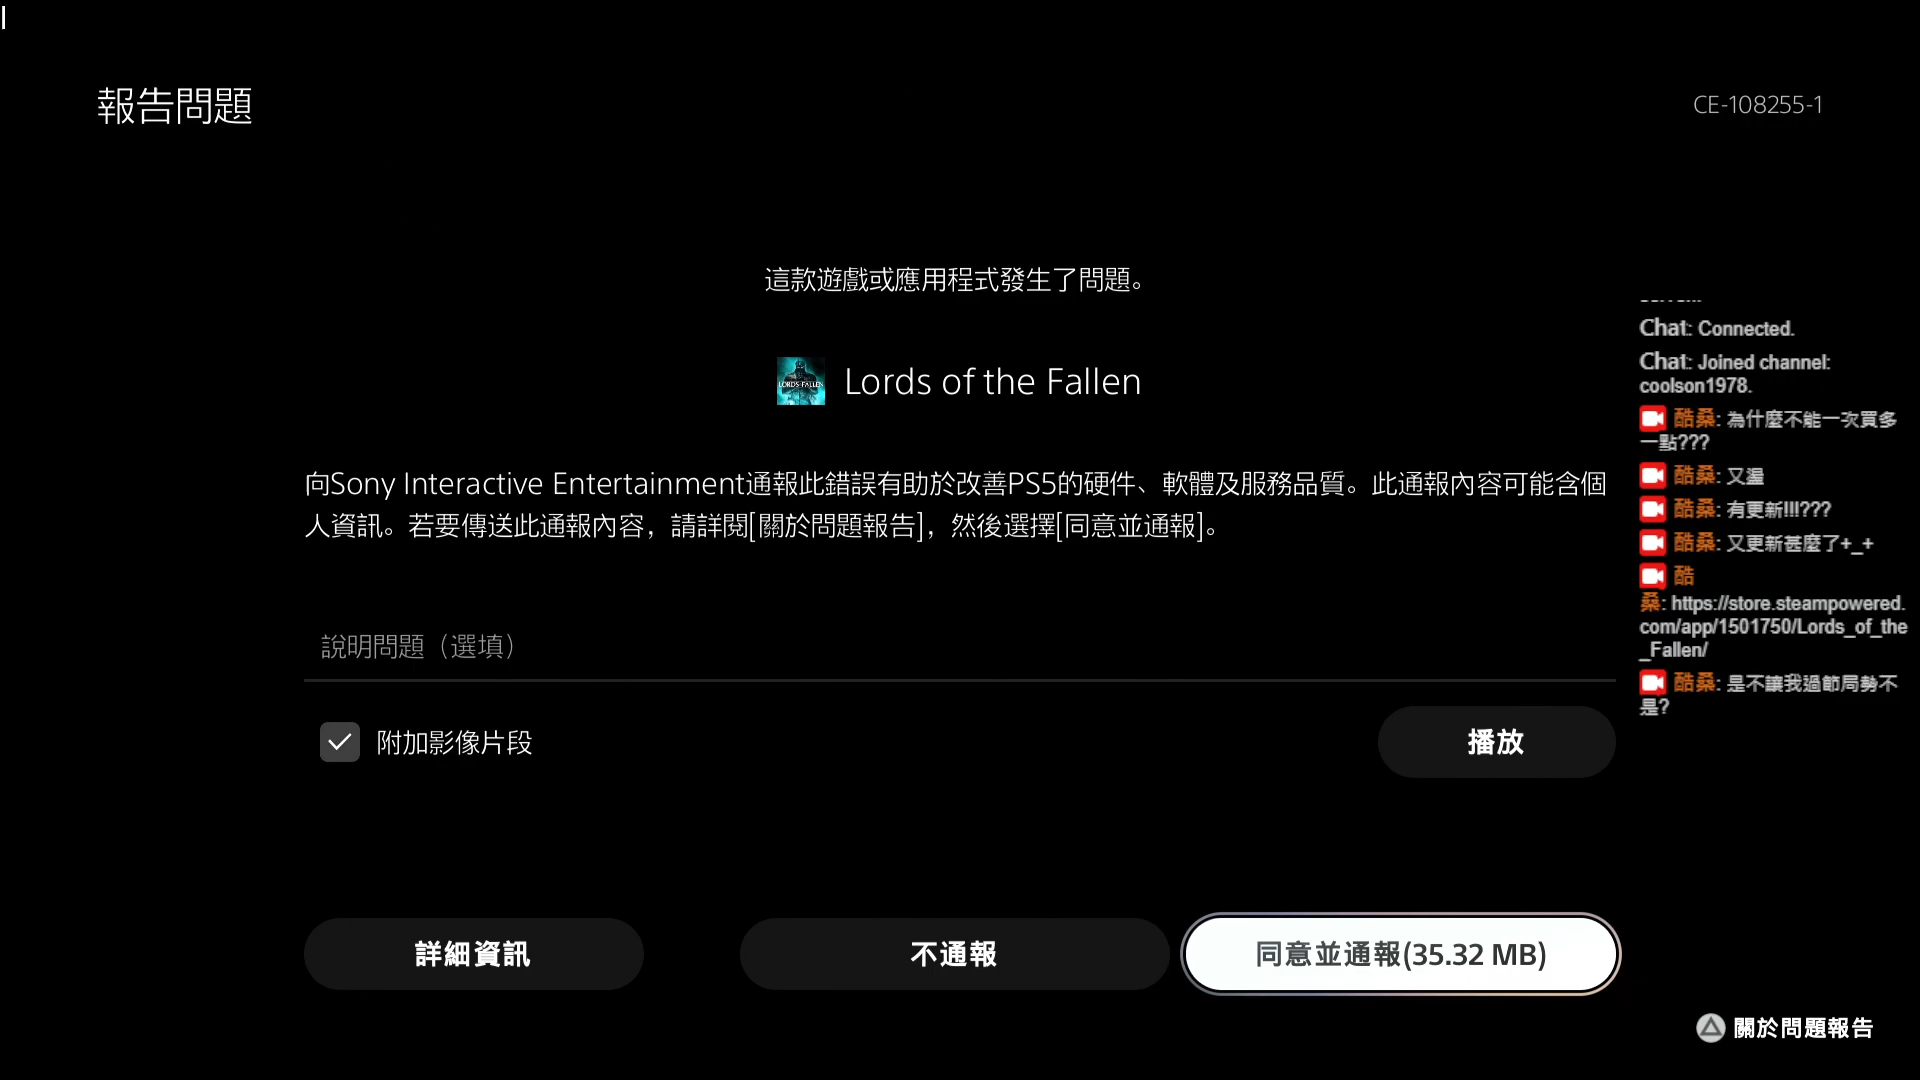 報告問題
CE-108255-1
這款遊戲或應用程式發生了問題。
LORDS OF THE FALLEN
Lords of the Fallen
向Sony Interactive Entertainment通報此錯誤有助於改善PS5的硬件、軟體及服務品質。此通報內容可能含個
人資訊。若要傳送此通報內容，請詳閱[關於問題報告]，然後選擇[同意並通報]。
說明問題（選填）
附加影像片段
播放
詳細資訊
不通報
同意並通報(35.32 MB)
關於問題報告
Chat: Connected.
Chat: Joined channel:
coolson1978.
酷桑: 為什麼不能一次買多
一點???
酷桑: 又當
酷桑: 有更新!!!???
酷桑: 又更新甚麼了+_+
酷
桑: https://store.steampowered.
com/app/1501750/Lords_of_the
_Fallen/
酷桑: 是不讓我過節局勢不
是?